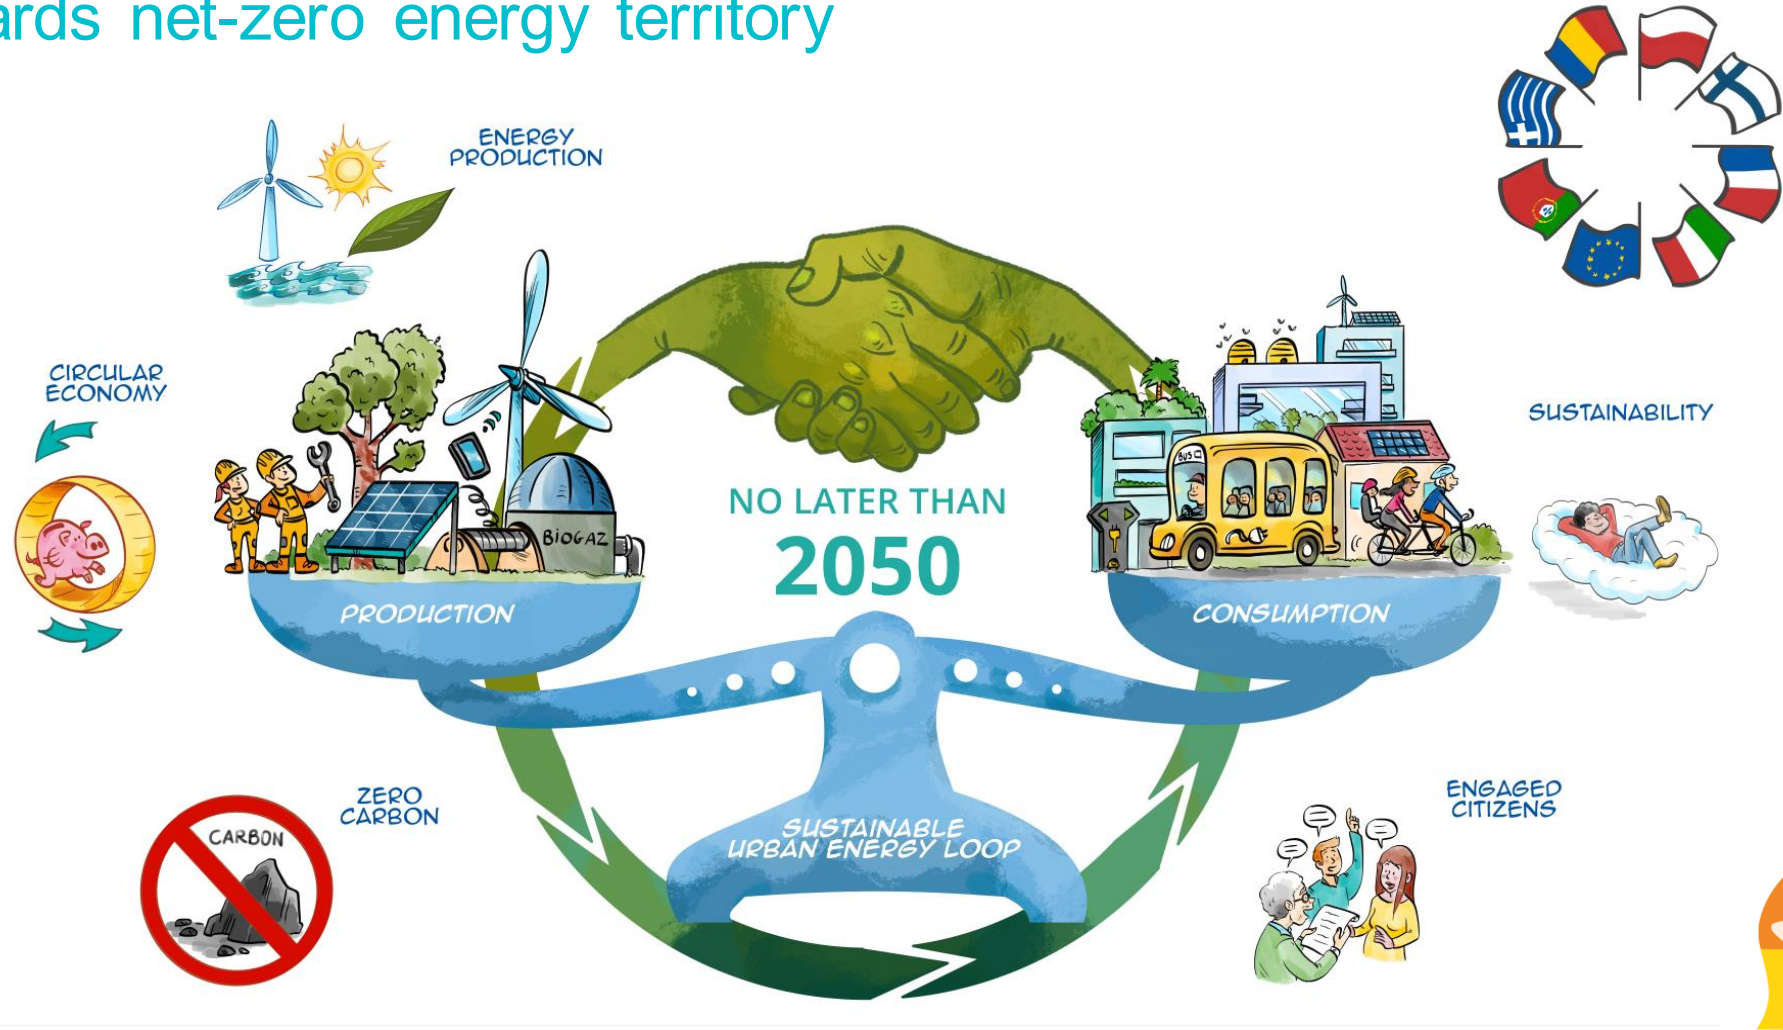 ards net-zero energy territory
ENERGY
PRODUCTION
CIRCULAR
ECONOMY
SUSTAINABILITY
NO LATER THAN
2050
BUS
BIOGAZ
PRODUCTION
CONSUMPTION
ZERO
CARBON
CARBON
ENGAGED
CITIZENS
SUSTAINABLE
URBAN ENERGY LOOP